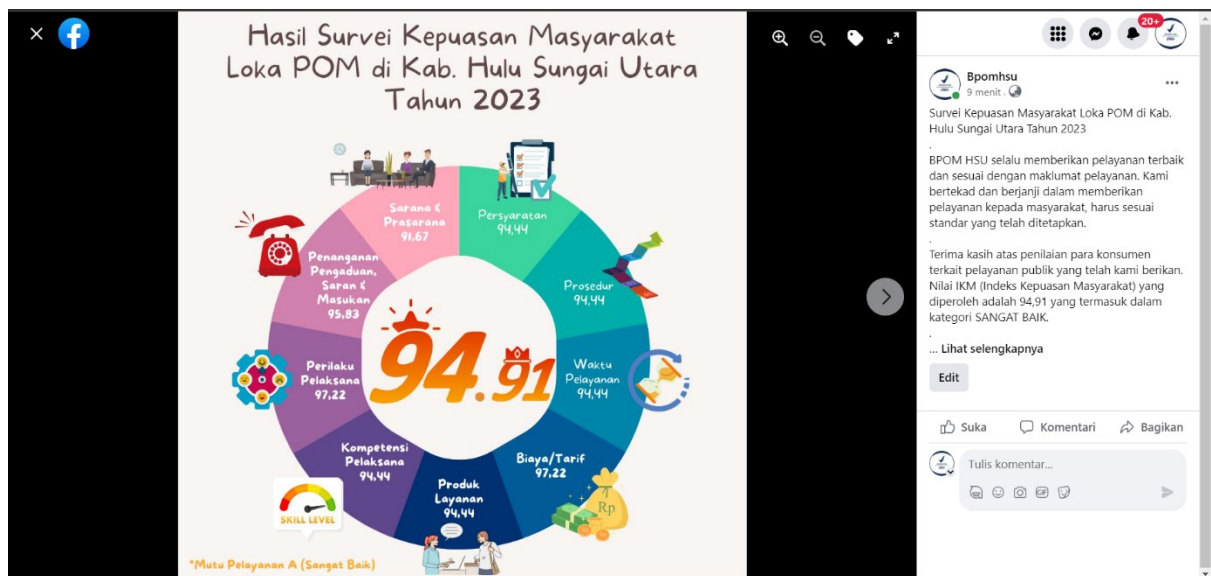 Hasil Survei Kepuasan Masyarakat
Loka POM di Kab. Hulu Sungai Utara
Tahun 2023
Sarana &
Prasarana
91,67
Persyaratan
94,44
Prosedur
94,44
Waktu
Pelayanan
94,44
Biaya/Tarif
97,22
Rp
Produk
Layanan
94,44
Kompetensi
Pelaksana
94,44
SKILL LEVEL
Perilaku
Pelaksana
97,22
Penanganan
Pengaduan,
Saran &
Masukan
95,83
94.91
*Mutu Pelayanan A (Sangat Baik)
20+
Bpomhsu
9 menit ·
Survei Kepuasan Masyarakat Loka POM di Kab.
Hulu Sungai Utara Tahun 2023
.
BPOM HSU selalu memberikan pelayanan terbaik
dan sesuai dengan maklumat pelayanan. Kami
bertekad dan berjanji dalam memberikan
pelayanan kepada masyarakat, harus sesuai
standar yang telah ditetapkan.
.
Terima kasih atas penilaian para konsumen
terkait pelayanan publik yang telah kami berikan.
Nilai IKM (Indeks Kepuasan Masyarakat) yang
diperoleh adalah 94,91 yang termasuk dalam
kategori SANGAT BAIK.
.
... Lihat selengkapnya
Edit
Suka
Komentari
Bagikan
Tulis komentar...
GIF